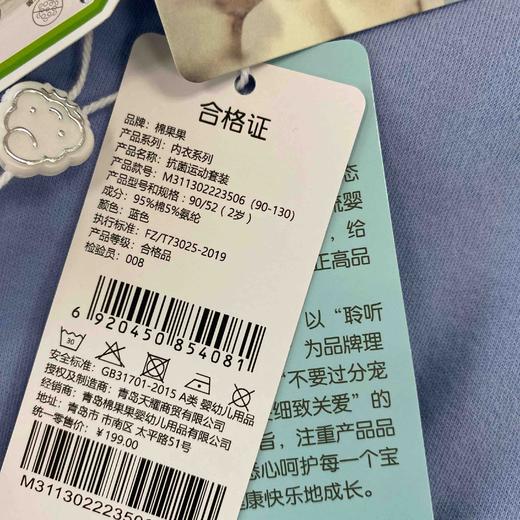 合格证
品牌：棉果果
产品系列：内衣系列
产品名称：抗菌运动套装
产品款号：M311302223506（90-130）
产品型号和规格：90/52（2岁）
成分：95%棉5%氨纶
颜色：蓝色
执行标准：FZ/T73025-2019
产品等级：合格品
检验员：008
6920450854081
30
安全标准：GB31701-2015 A类 婴幼儿用品
授权及制造商：青岛天耀商贸有限公司
经销商：青岛棉果果婴幼儿用品有限公司
地址：青岛市 市南区 太平路51号
统一零售价：¥199.00
M31130222350
态
婴
，给
正高品
以“聆听
为品牌理
“不要过分宠
细致关爱”的
旨，注重产品品
心呵护每一个宝
康快乐地成长。